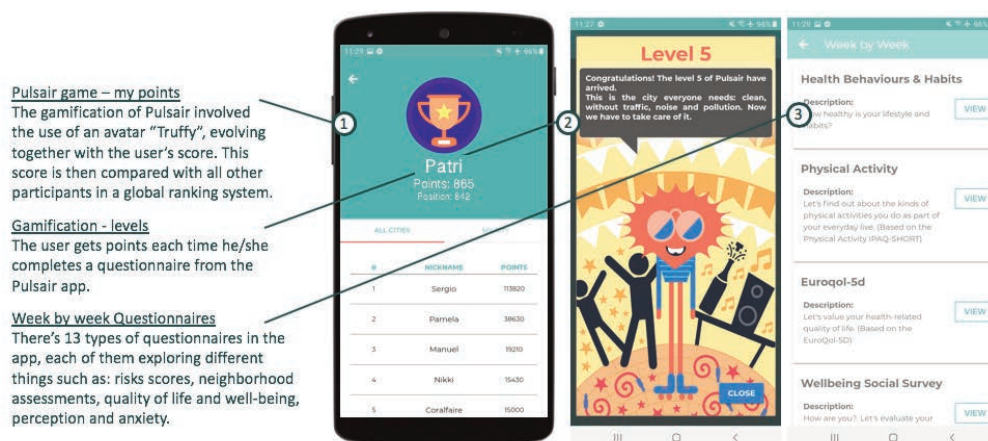 Pulsair game – my points
The gamification of Pulsair involved
the use of an avatar “Truffy”, evolving
together with the user’s score. This
score is then compared with all other
participants in a global ranking system.
Gamification - levels
The user gets points each time he/she
completes a questionnaire from the
Pulsair app.
Week by week Questionnaires
There’s 13 types of questionnaires in the
app, each of them exploring different
things such as: risks scores, neighborhood
assessments, quality of life and well-being,
perception and anxiety.
1
2
3
11:29
66%
Patri
Points: 865
Position: 642
ALL CITIES
# NICKNAME POINTS
1 Sergio 113820
2 Pamela 38630
3 Manuel 19210
4 Nikki 15430
5 Coralfaire 15000
11:27 96%
Level 5
Congratulations! The level 5 of Pulsair have
arrived.
This is the city everyone needs: clean,
without traffic, noise and pollution. Now
we have to take care of it.
CLOSE
11:29 96%
Week by Week
Health Behaviours & Habits
Description:
healthy is your lifestyle and
habits?
VIEW
Physical Activity
Description:
Let's find out about the kinds of
physical activities you do as part of
your everyday live. (Based on the
Physical Activity IPAQ-SHORT)
VIEW
Euroqol-5d
Description:
Let's value your health-related
quality of life. (Based on the
EuroQol-5D)
VIEW
Wellbeing Social Survey
Description:
How are you? Let's evaluate your
VIEW